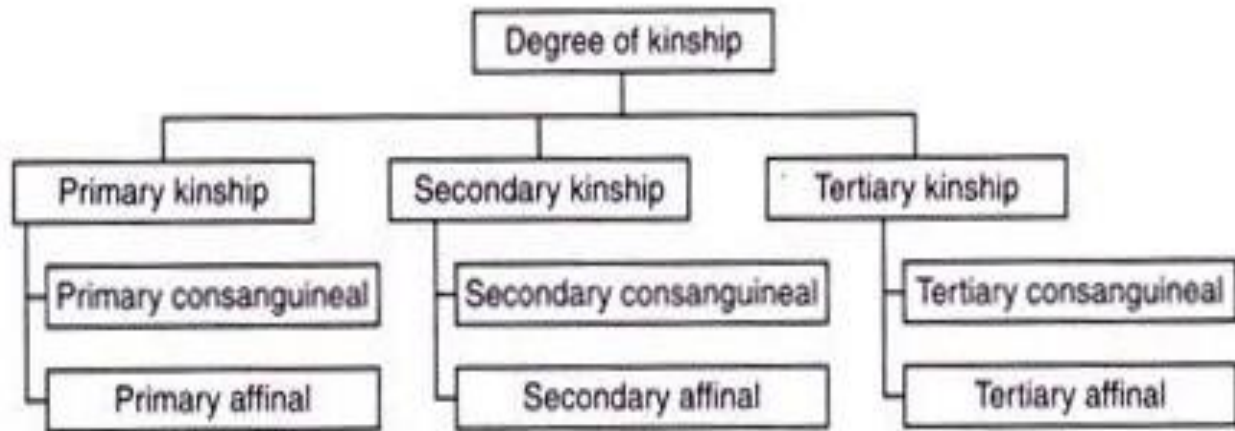 Degree of kinship
Primary kinship
Secondary kinship
Tertiary kinship
Primary consanguineal
Secondary consanguineal
Tertiary consanguineal
Primary affinal
Secondary affinal
Tertiary affinal